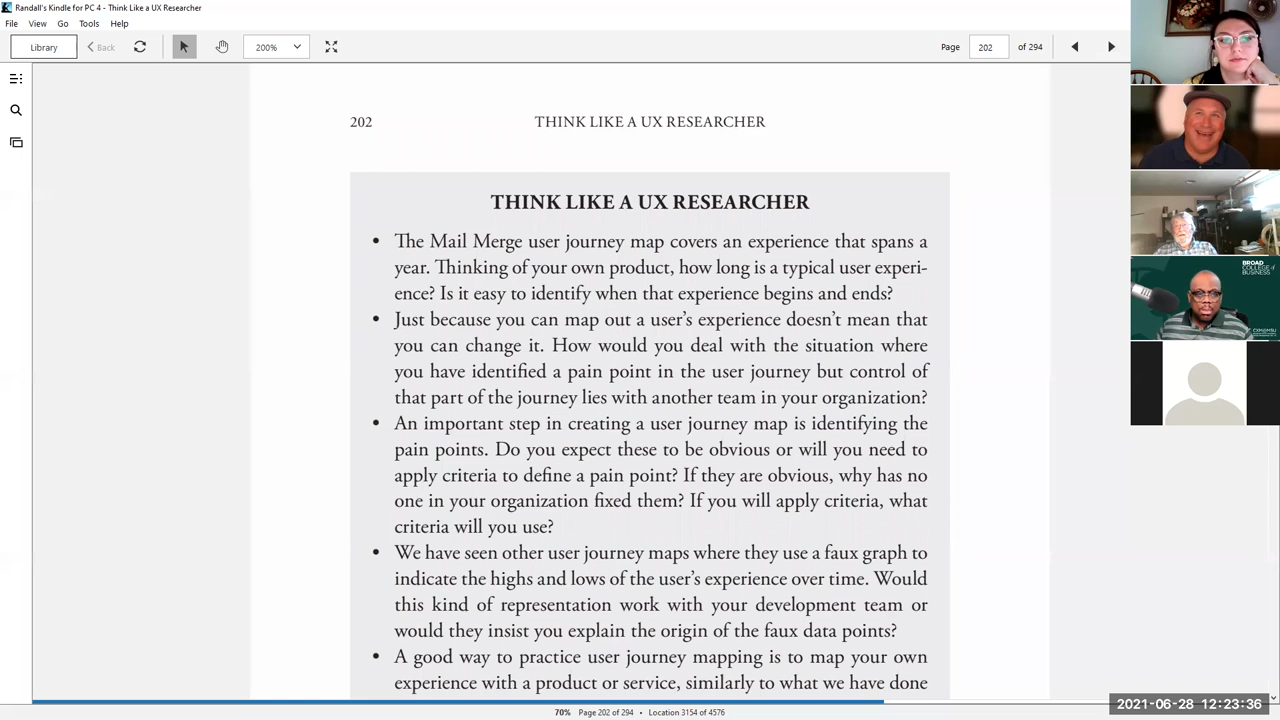 Randall's Kindle for PC 4 - Think Like a UX Researcher
File View Go Tools Help
Library Back 200% Page 202 of 294
202 THINK LIKE A UX RESEARCHER
THINK LIKE A UX RESEARCHER
• The Mail Merge user journey map covers an experience that spans a
year. Thinking of your own product, how long is a typical user experi-
ence? Is it easy to identify when that experience begins and ends?
• Just because you can map out a user's experience doesn't mean that
you can change it. How would you deal with the situation where
you have identified a pain point in the user journey but control of
that part of the journey lies with another team in your organization?
• An important step in creating a user journey map is identifying the
pain points. Do you expect these to be obvious or will you need to
apply criteria to define a pain point? If they are obvious, why has no
one in your organization fixed them? If you will apply criteria, what
criteria will you use?
• We have seen other user journey maps where they use a faux graph to
indicate the highs and lows of the user's experience over time. Would
this kind of representation work with your development team or
would they insist you explain the origin of the faux data points?
• A good way to practice user journey mapping is to map your own
experience with a product or service, similarly to what we have done
70% Page 202 of 294 • Location 3154 of 4576
BROAD
COLLEGE of
BUSINESS
2021-06-28 12:23:36